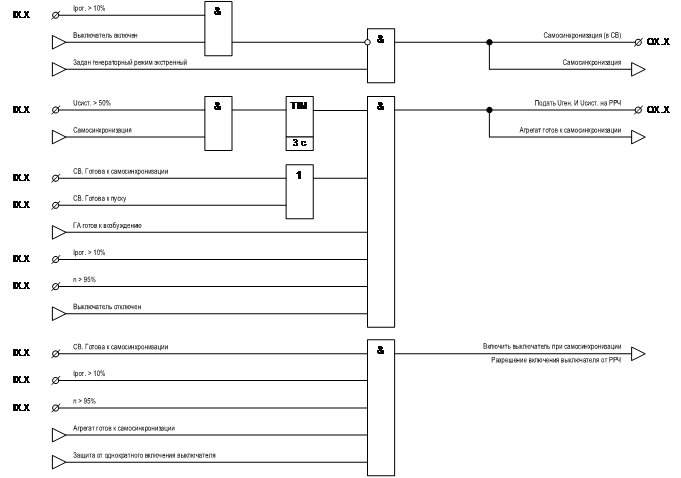 IX.X Iрот. > 10% &
Выключатель включен & Самосинхронизация (в СВ) QX.X
Задан генераторный режим экстренный Самосинхронизация
IX.X Uсист. > 50% & TIM & Подать Uген. И Uсист. на РРЧ QX.X
Самосинхронизация 3 с Агрегат готов к самосинхронизации
IX.X СВ. Готова к самосинхронизации 1
IX.X СВ. Готова к пуску
ГА готов к возбуждению
IX.X Iрот. > 10%
IX.X n > 95%
Выключатель отключен
IX.X СВ. Готова к самосинхронизации & Включить выключатель при самосинхронизации
Разрешение включения выключателя от РРЧ
IX.X Iрот. > 10%
IX.X n > 95%
Агрегат готов к самосинхронизации
Защита от однократного включения выключателя